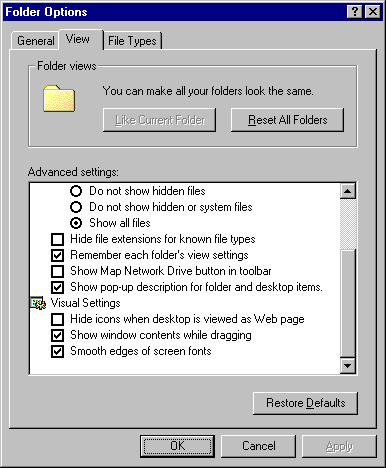 Folder Options
General View File Types
Folder views
You can make all your folders look the same.
Like Current Folder Reset All Folders
Advanced settings:
Do not show hidden files
Do not show hidden or system files
Show all files
Hide file extensions for known file types
Remember each folder's view settings
Show Map Network Drive button in toolbar
Show pop-up description for folder and desktop items.
Visual Settings
Hide icons when desktop is viewed as Web page
Show window contents while dragging
Smooth edges of screen fonts
Restore Defaults
OK Cancel Apply